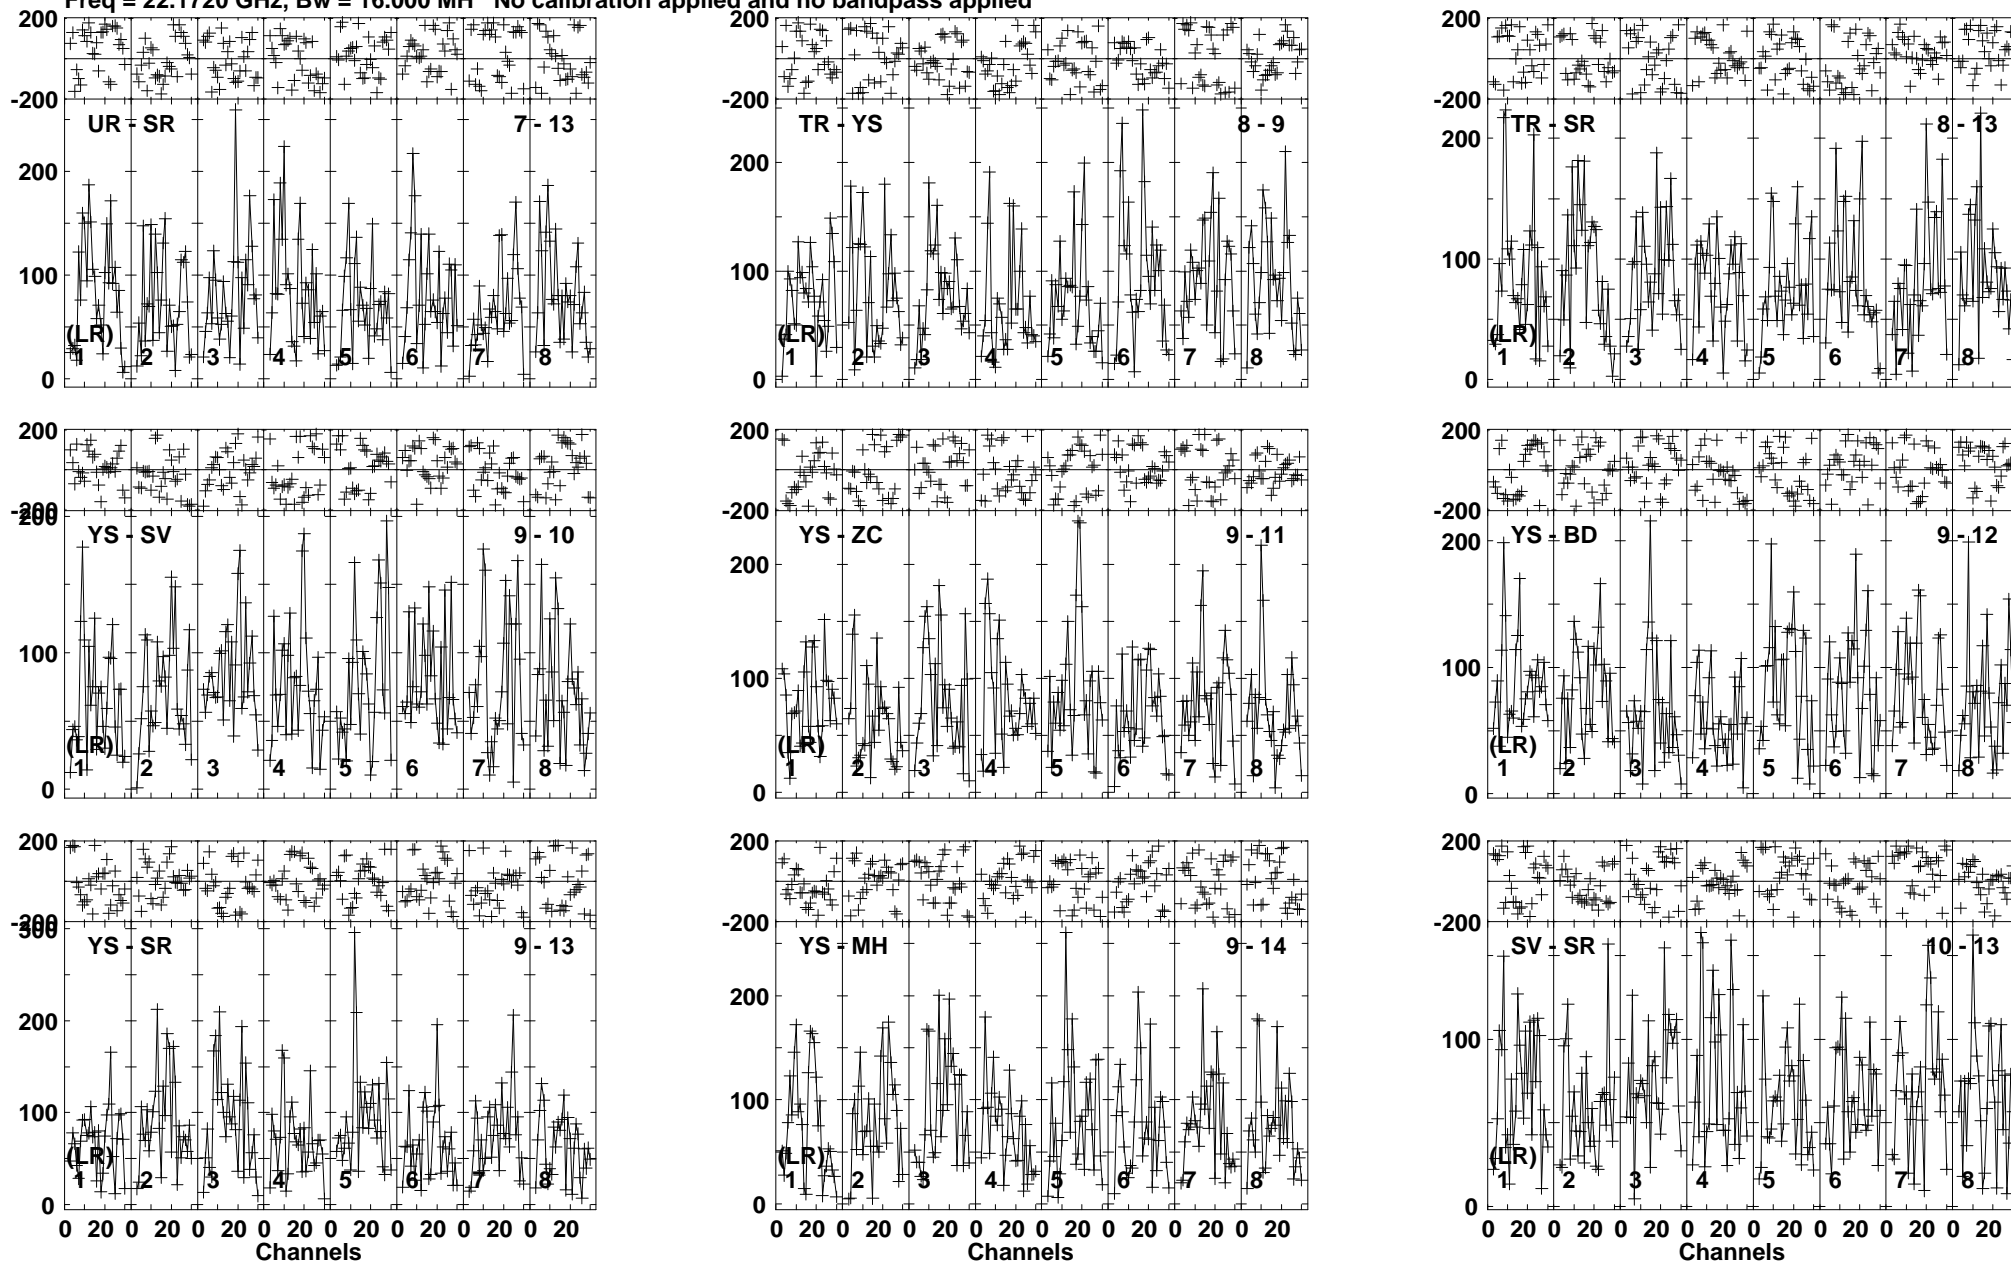 Freq = 22.1720 GHz, Bw = 16.000 MH No calibration applied and no bandpass applied
200 200 200
-200 -200 -200
UR - SR 7 - 13 TR - YS 8 - 9 TR - SR 8 - 13
200 200 200
100 100 100
(LR) (LR) (LR)
1 2 3 4 5 6 7 8 1 2 3 4 5 6 7 8 1 2 3 4 5 6 7 8
0 0 0
200 200 200
-200 -200 -200
200
YS - SV 9 - 10 YS - ZC 9 - 11 YS - BD 9 - 12
200 200
100 100 100
(LR) (LR) (LR)
1 2 3 4 5 6 7 8 1 2 3 4 5 6 7 8 1 2 3 4 5 6 7 8
0 0 0
200 200 200
-200 -200 -200
300
YS - SR 9 - 13 YS - MH 9 - 14 SV - SR 10 - 13
200 200
100 100 100
(LR) (LR) (LR)
1 2 3 4 5 6 7 8 1 2 3 4 5 6 7 8 1 2 3 4 5 6 7 8
0 0 0
0 20 0 20 0 20 0 20 0 20 0 20 0 20 0 20 0 20 0 20 0 20 0 20 0 20 0 20 0 20 0 20 0 20 0 20 0 20 0 20 0 20 0 20 0 20 0 20
Channels Channels Channels